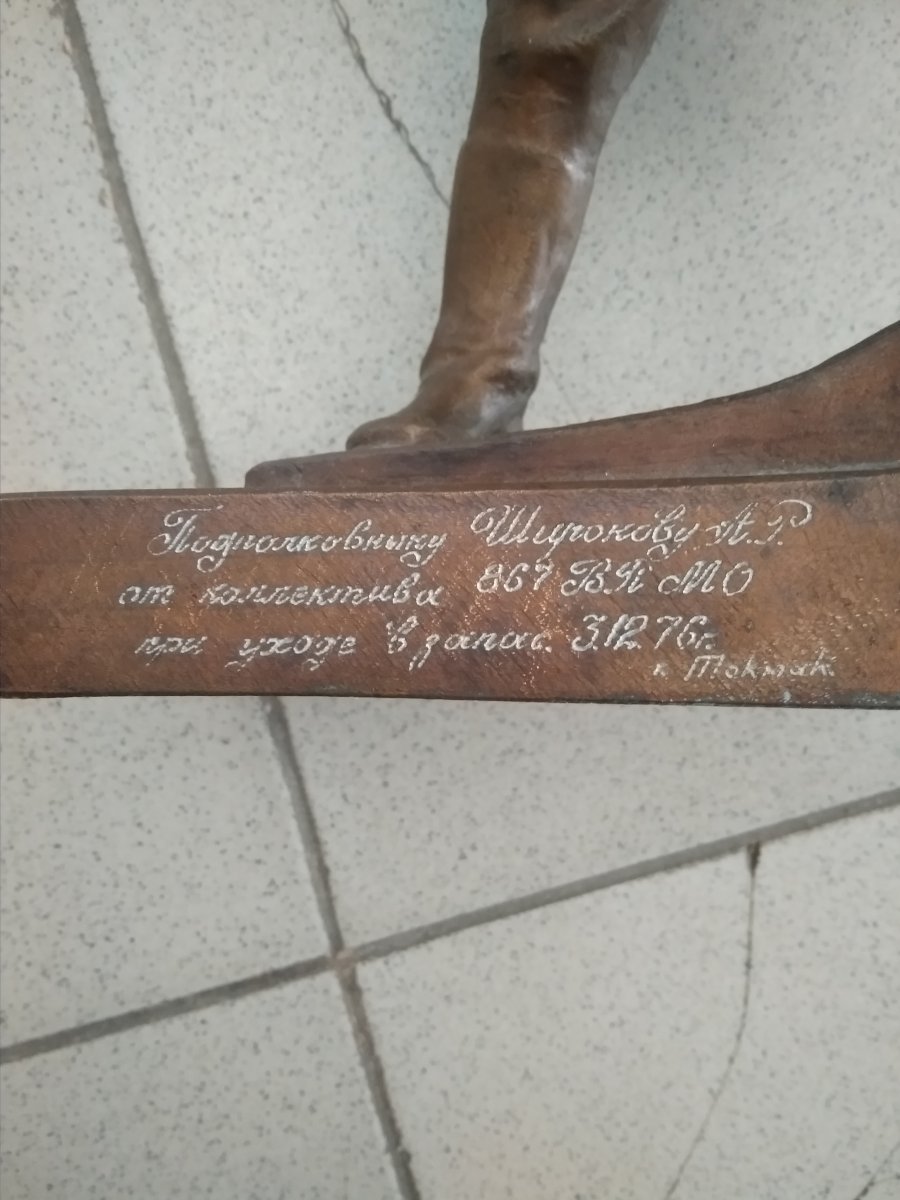 Подполковнику Широкову А.Р.
от коллектива 867 ВП МО
при уходе в запас. 3.12.76г.
г. Токмак.